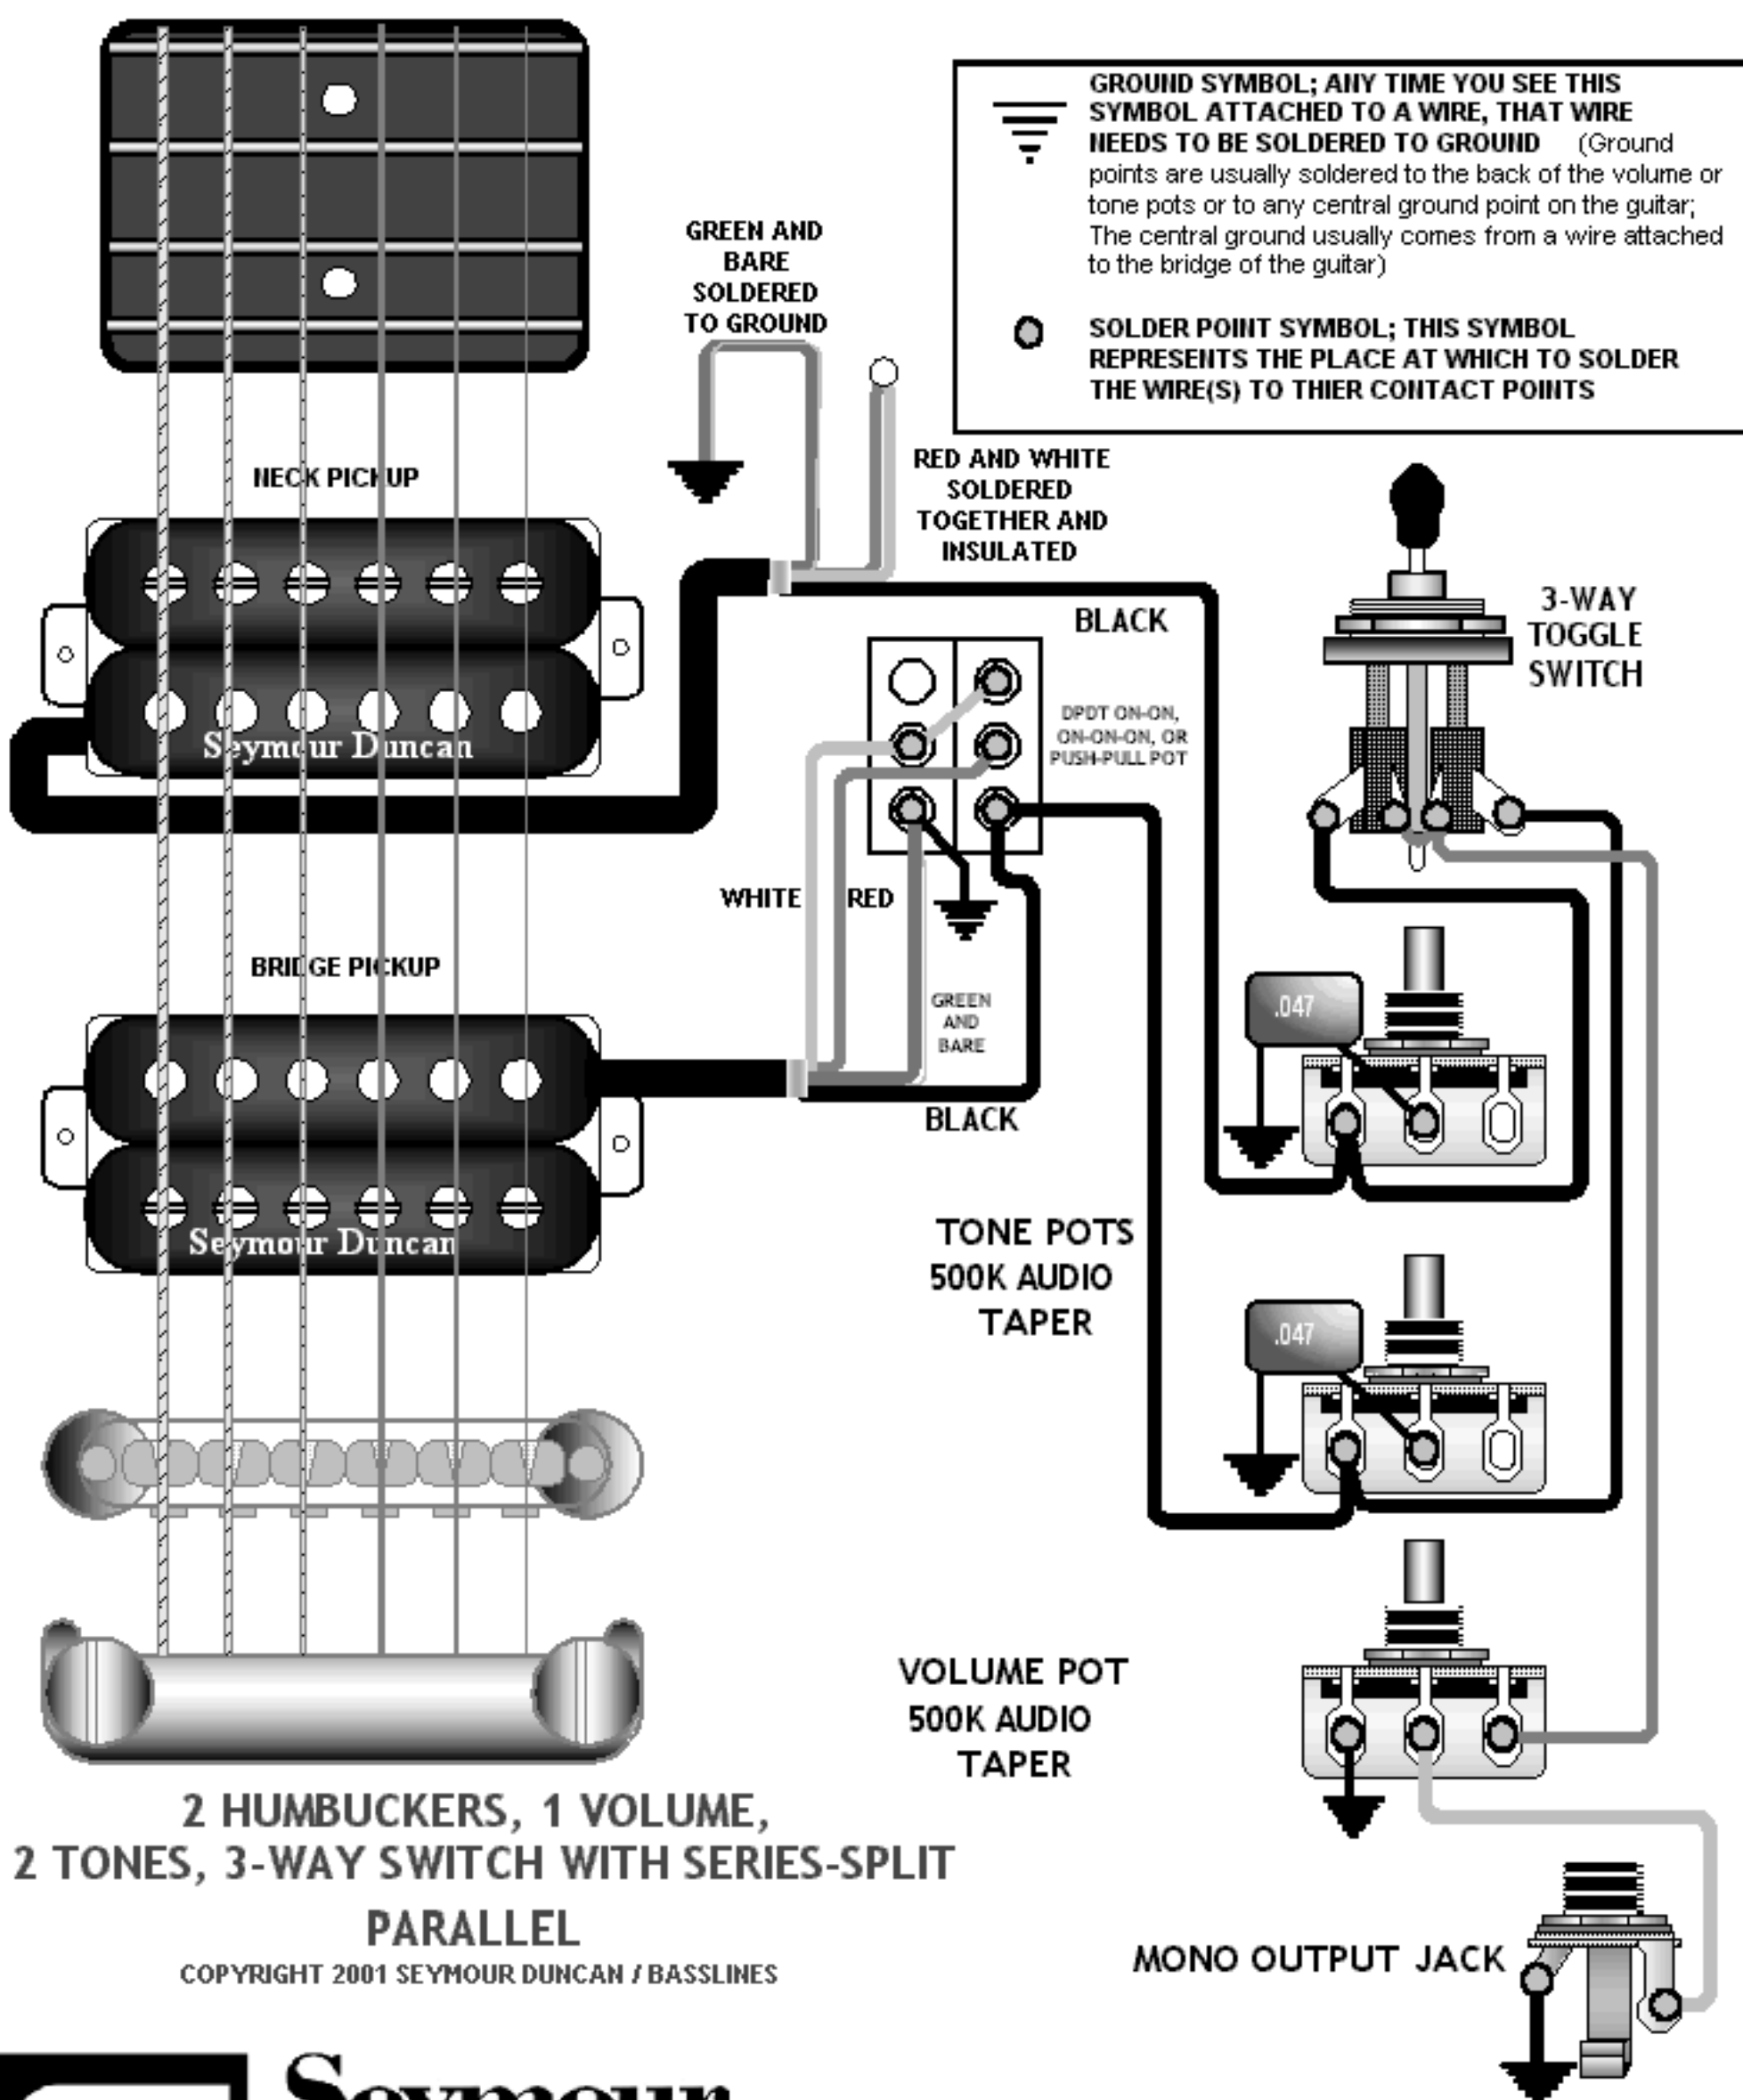 GROUND SYMBOL; ANY TIME YOU SEE THIS
SYMBOL ATTACHED TO A WIRE, THAT WIRE
NEEDS TO BE SOLDERED TO GROUND (Ground
points are usually soldered to the back of the volume or
tone pots or to any central ground point on the guitar;
The central ground usually comes from a wire attached
to the bridge of the guitar)
SOLDER POINT SYMBOL; THIS SYMBOL
REPRESENTS THE PLACE AT WHICH TO SOLDER
THE WIRE(S) TO THIER CONTACT POINTS
GREEN AND
BARE
SOLDERED
TO GROUND
RED AND WHITE
SOLDERED
TOGETHER AND
INSULATED
NECK PICKUP
Seymour Duncan
BLACK
3-WAY
TOGGLE
SWITCH
DPDT ON-ON,
ON-ON-ON, OR
PUSH-PULL POT
WHITE
RED
BRIDGE PICKUP
GREEN
AND
BARE
BLACK
Seymour Duncan
.047
TONE POTS
500K AUDIO
TAPER
.047
VOLUME POT
500K AUDIO
TAPER
2 HUMBUCKERS, 1 VOLUME,
2 TONES, 3-WAY SWITCH WITH SERIES-SPLIT
PARALLEL
COPYRIGHT 2001 SEYMOUR DUNCAN / BASSLINES
MONO OUTPUT JACK
Seymour